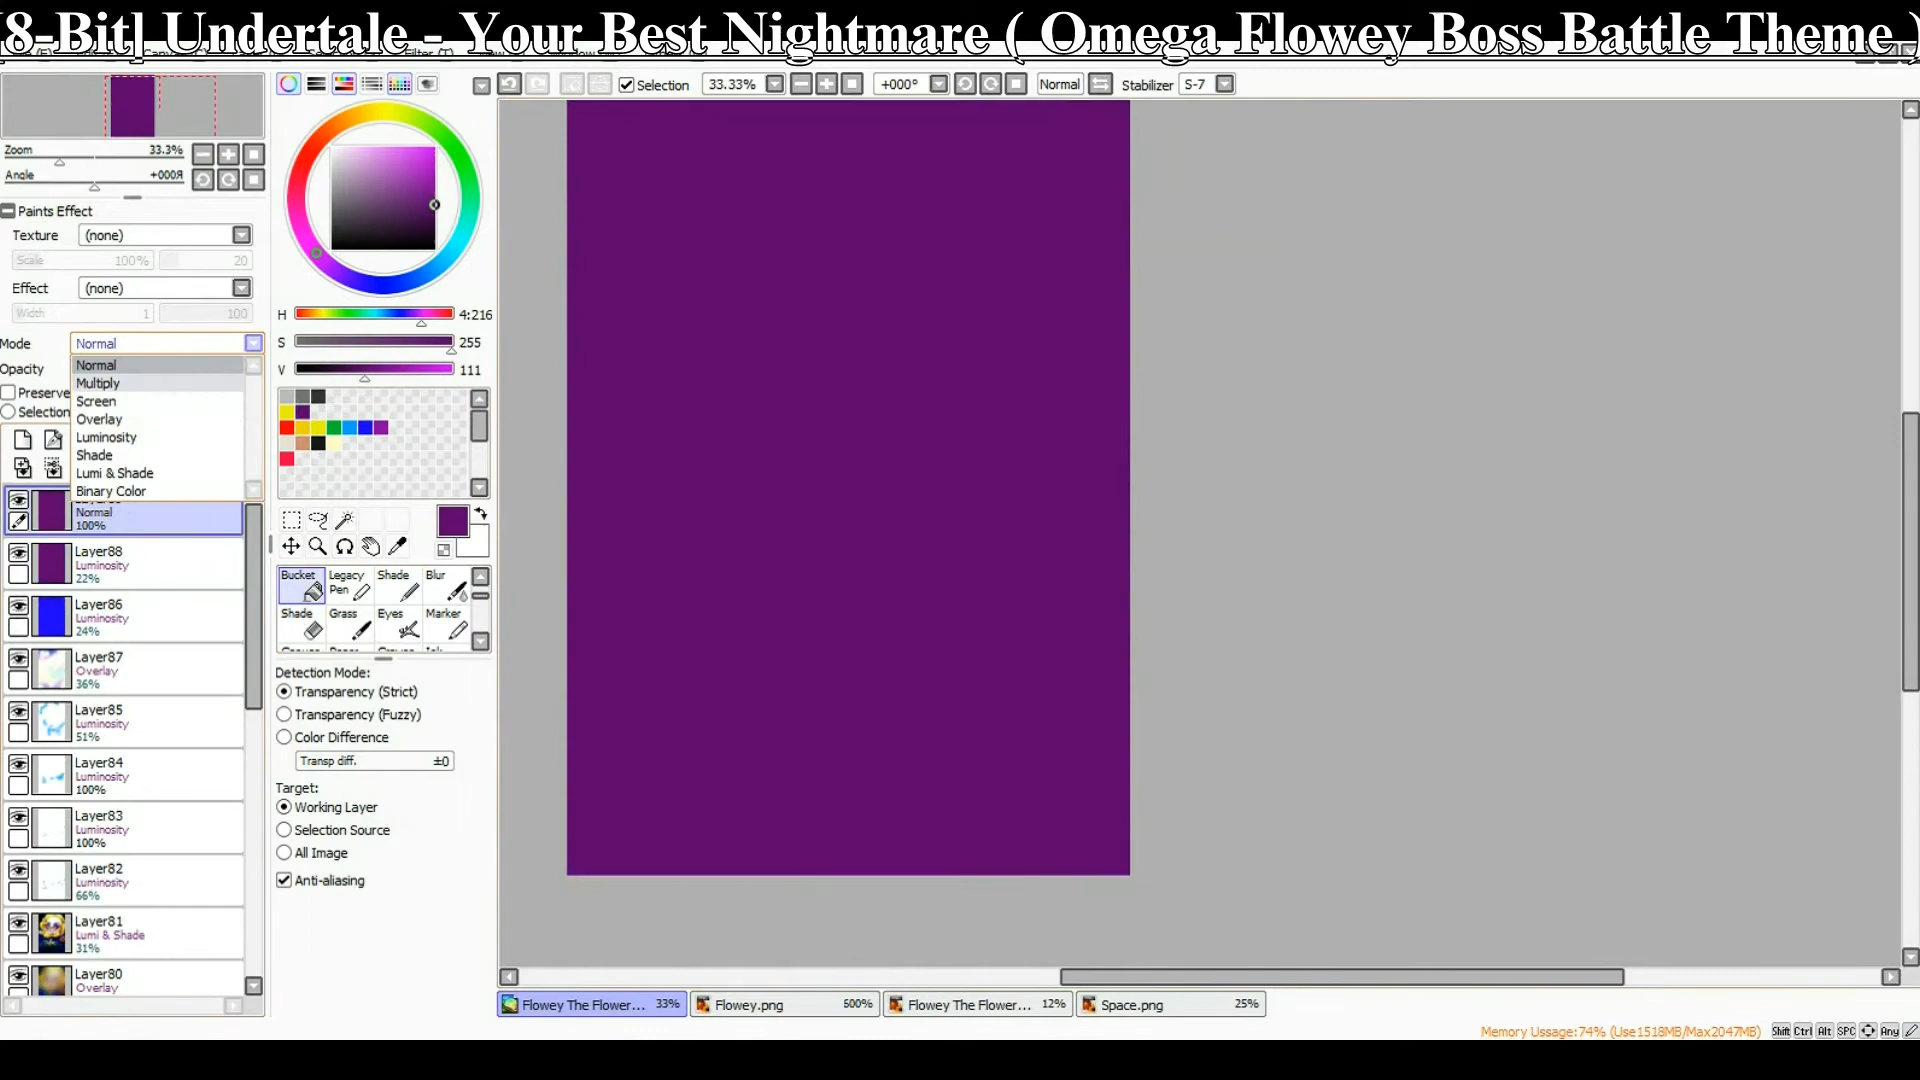 8-Bit] Undertale - Your Best Nightmare ( Omega Flowey Boss Battle Theme )
Selection
33.33%
+000°
Normal
Stabilizer
S-7
Zoom
33.3%
Angle
+000Я
Paints Effect
Texture
(none)
Scale
100%
20
Effect
(none)
Width
1
100
Mode
Normal
Normal
Multiply
Screen
Overlay
Luminosity
Shade
Lumi & Shade
Binary Color
Opacity
Preserve
Selection
Normal
100%
Layer88
Luminosity
22%
Layer86
Luminosity
24%
Layer87
Overlay
36%
Layer85
Luminosity
51%
Layer84
Luminosity
100%
Layer83
Luminosity
100%
Layer82
Luminosity
66%
Layer81
Lumi & Shade
31%
Layer80
Overlay
H
4:216
S
255
V
111
Bucket
Legacy
Pen
Shade
Blur
Shade
Grass
Eyes
Marker
Detection Mode:
Transparency (Strict)
Transparency (Fuzzy)
Color Difference
Transp diff.
±0
Target:
Working Layer
Selection Source
All Image
Anti-aliasing
Flowey The Flower...
33%
Flowey.png
500%
Flowey The Flower...
12%
Space.png
25%
Memory Ussage:74% (Use1518MB/Max2047MB)
Shift
Ctrl
Alt
SPC
Any